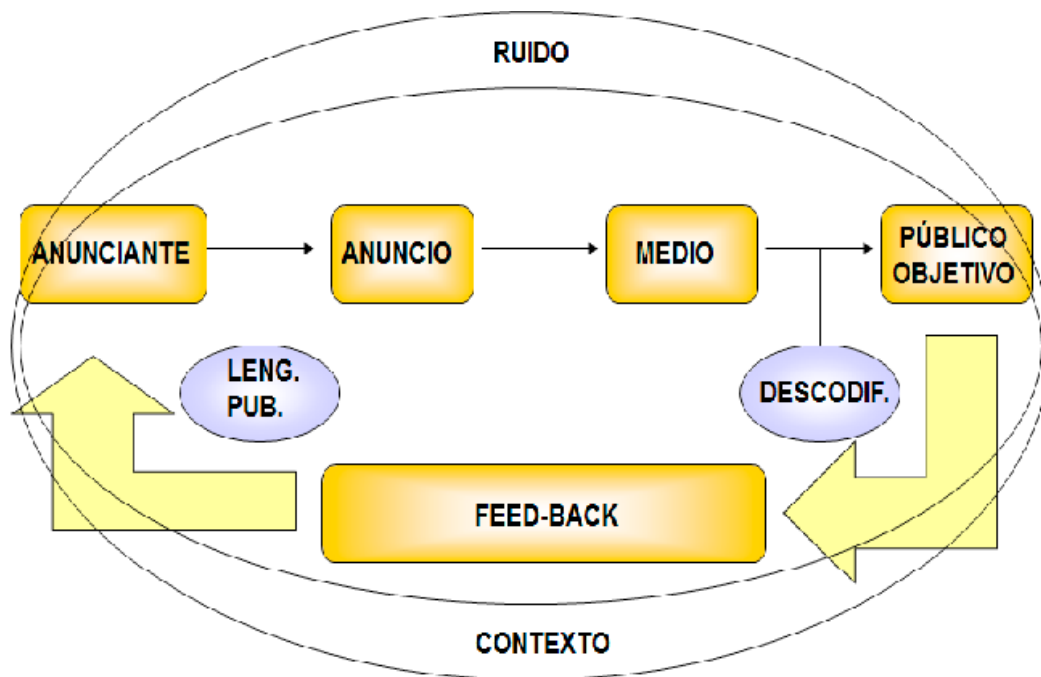 RUIDO
ANUNCIANTE
ANUNCIO
MEDIO
PÚBLICO
OBJETIVO
LENG.
PUB.
DESCODIF.
FEED-BACK
CONTEXTO